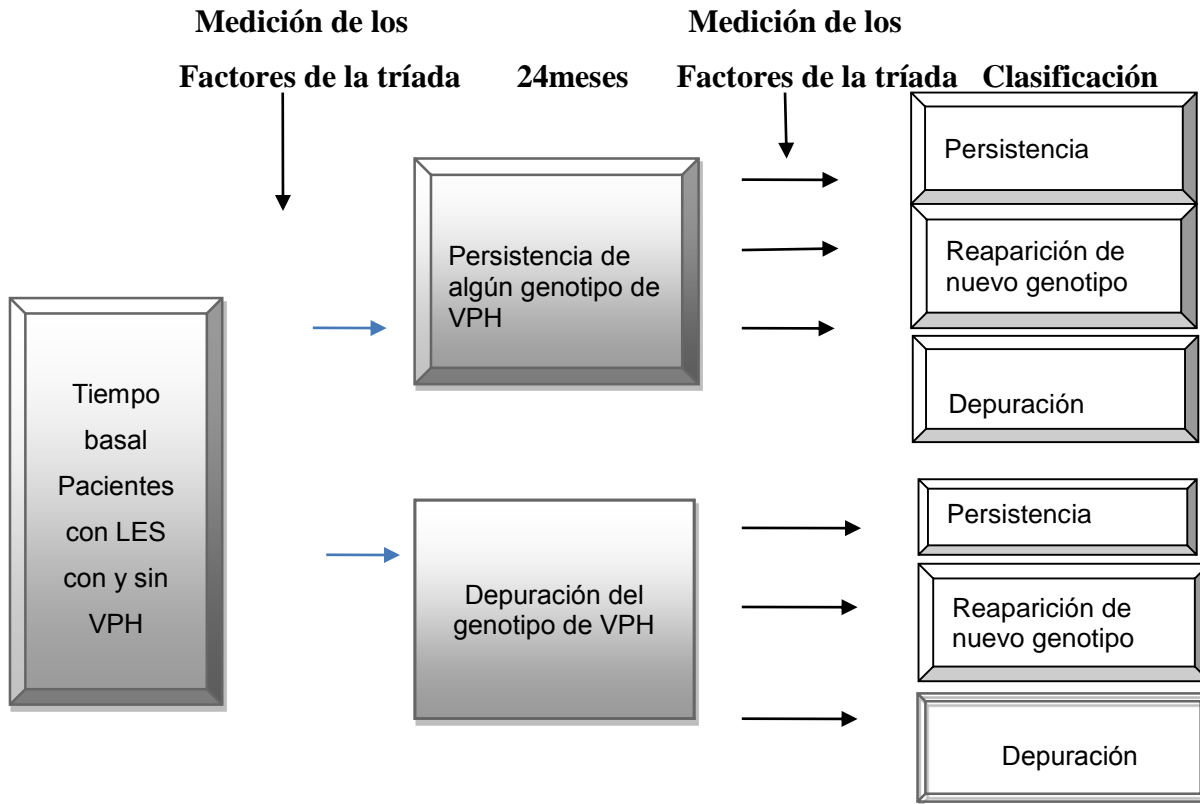 Medición de los
Factores de la tríada
24meses
Medición de los
Factores de la tríada
Clasificación
Tiempo
basal
Pacientes
con LES
con y sin
VPH
Persistencia de
algún genotipo de
VPH
Persistencia
Reaparición de
nuevo genotipo
Depuración
Depuración del
genotipo de VPH
Persistencia
Reaparición de
nuevo genotipo
Depuración